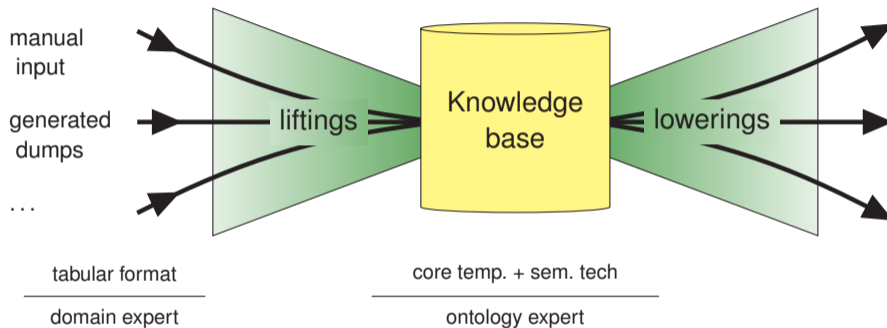 manual
input
generated
dumps
...
liftings
Knowledge
base
lowerings
tabular format
domain expert
core temp. + sem. tech
ontology expert